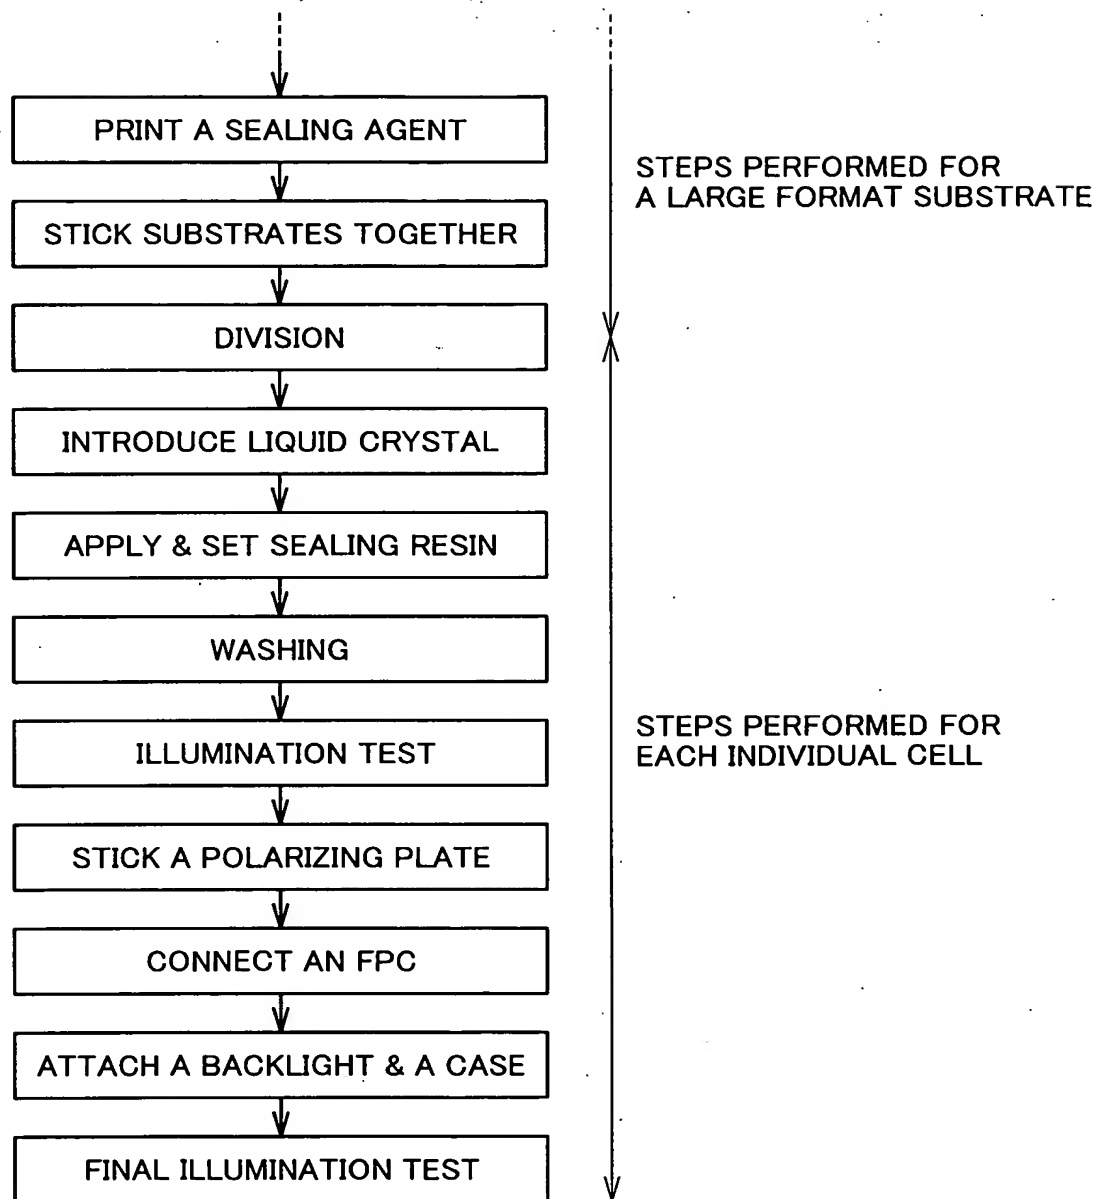 PRINT A SEALING AGENT
STICK SUBSTRATES TOGETHER
DIVISION
INTRODUCE LIQUID CRYSTAL
APPLY & SET SEALING RESIN
WASHING
ILLUMINATION TEST
STICK A POLARIZING PLATE
CONNECT AN FPC
ATTACH A BACKLIGHT & A CASE
FINAL ILLUMINATION TEST
STEPS PERFORMED FOR
A LARGE FORMAT SUBSTRATE
STEPS PERFORMED FOR
EACH INDIVIDUAL CELL